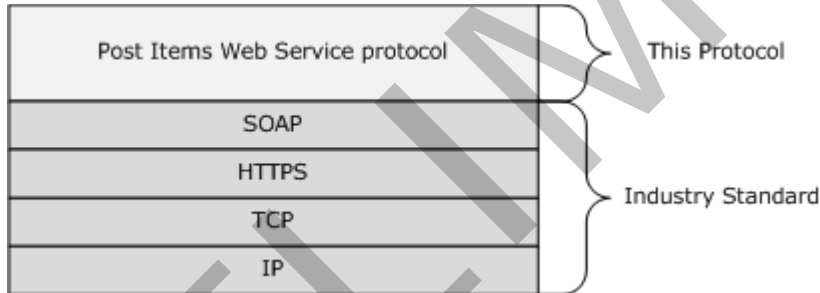 Post Items Web Service protocol
This Protocol
SOAP
HTTPS
TCP
IP
Industry Standard